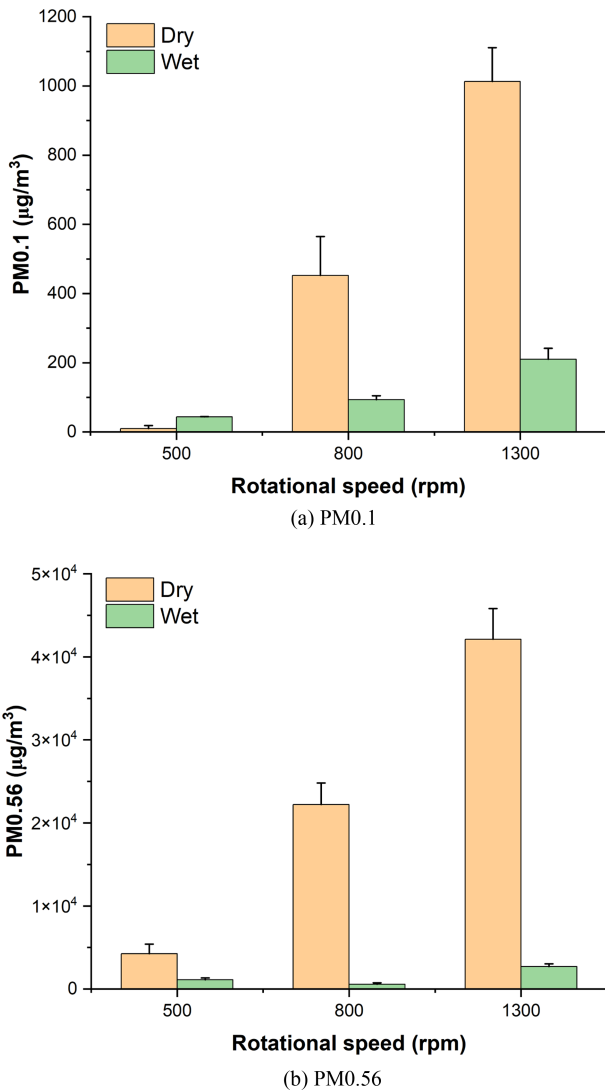 1200
Dry
Wet
1000
800
600
400
200
0
PM0.1 (μg/m³)
500 800 1300
Rotational speed (rpm)
(a) PM0.1
5×10⁴
Dry
Wet
4×10⁴
3×10⁴
2×10⁴
1×10⁴
0
PM0.56 (μg/m³)
500 800 1300
Rotational speed (rpm)
(b) PM0.56